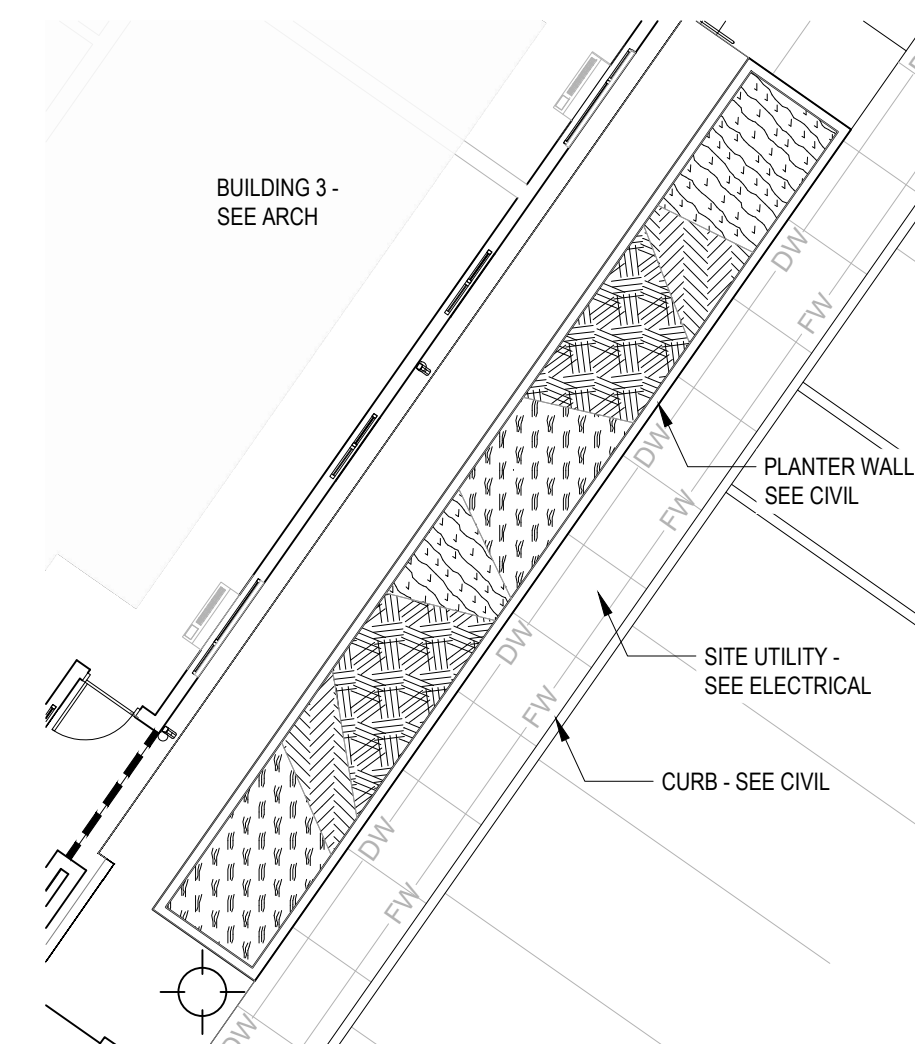 BUILDING 3 -
SEE ARCH
DW
FW
PLANTER WALL
SEE CIVIL
DW
FW
SITE UTILITY -
SEE ELECTRICAL
DW
FW
CURB - SEE CIVIL
DW
FW
DW